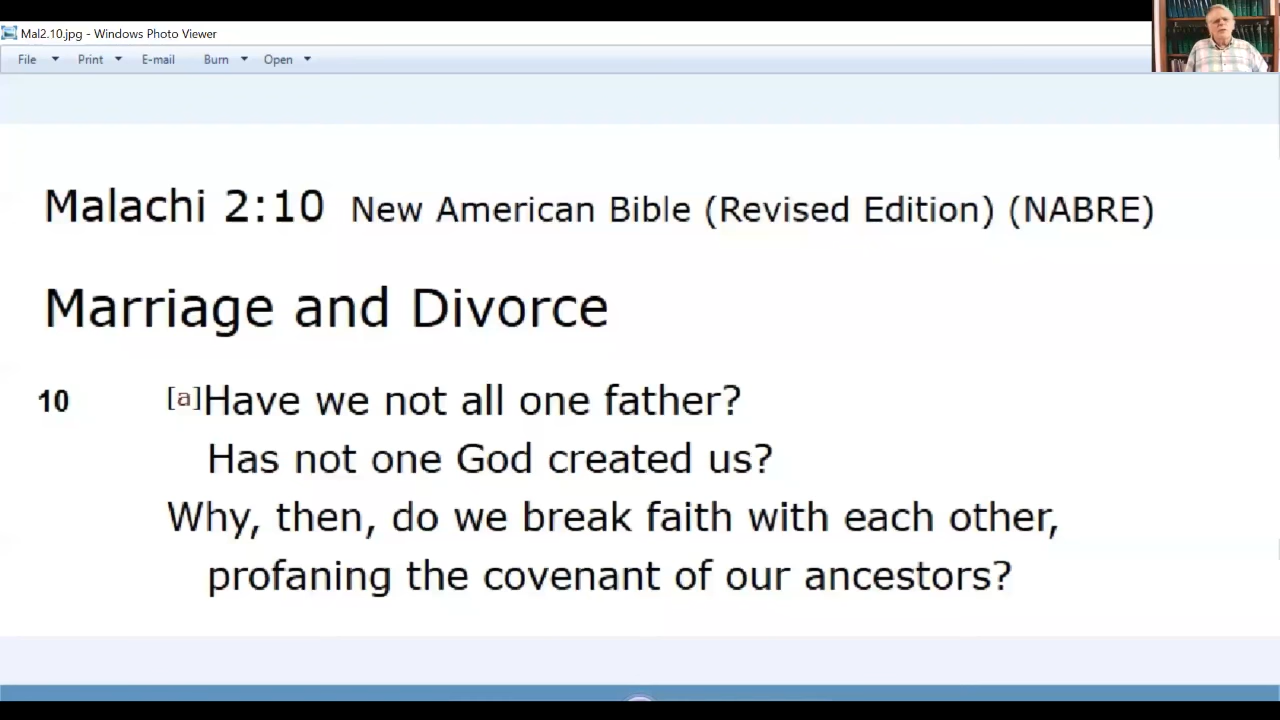 Mal2.10.jpg - Windows Photo Viewer
File Print E-mail Burn Open
Malachi 2:10 New American Bible (Revised Edition) (NABRE)
Marriage and Divorce
10 [a]Have we not all one father?
Has not one God created us?
Why, then, do we break faith with each other,
profaning the covenant of our ancestors?